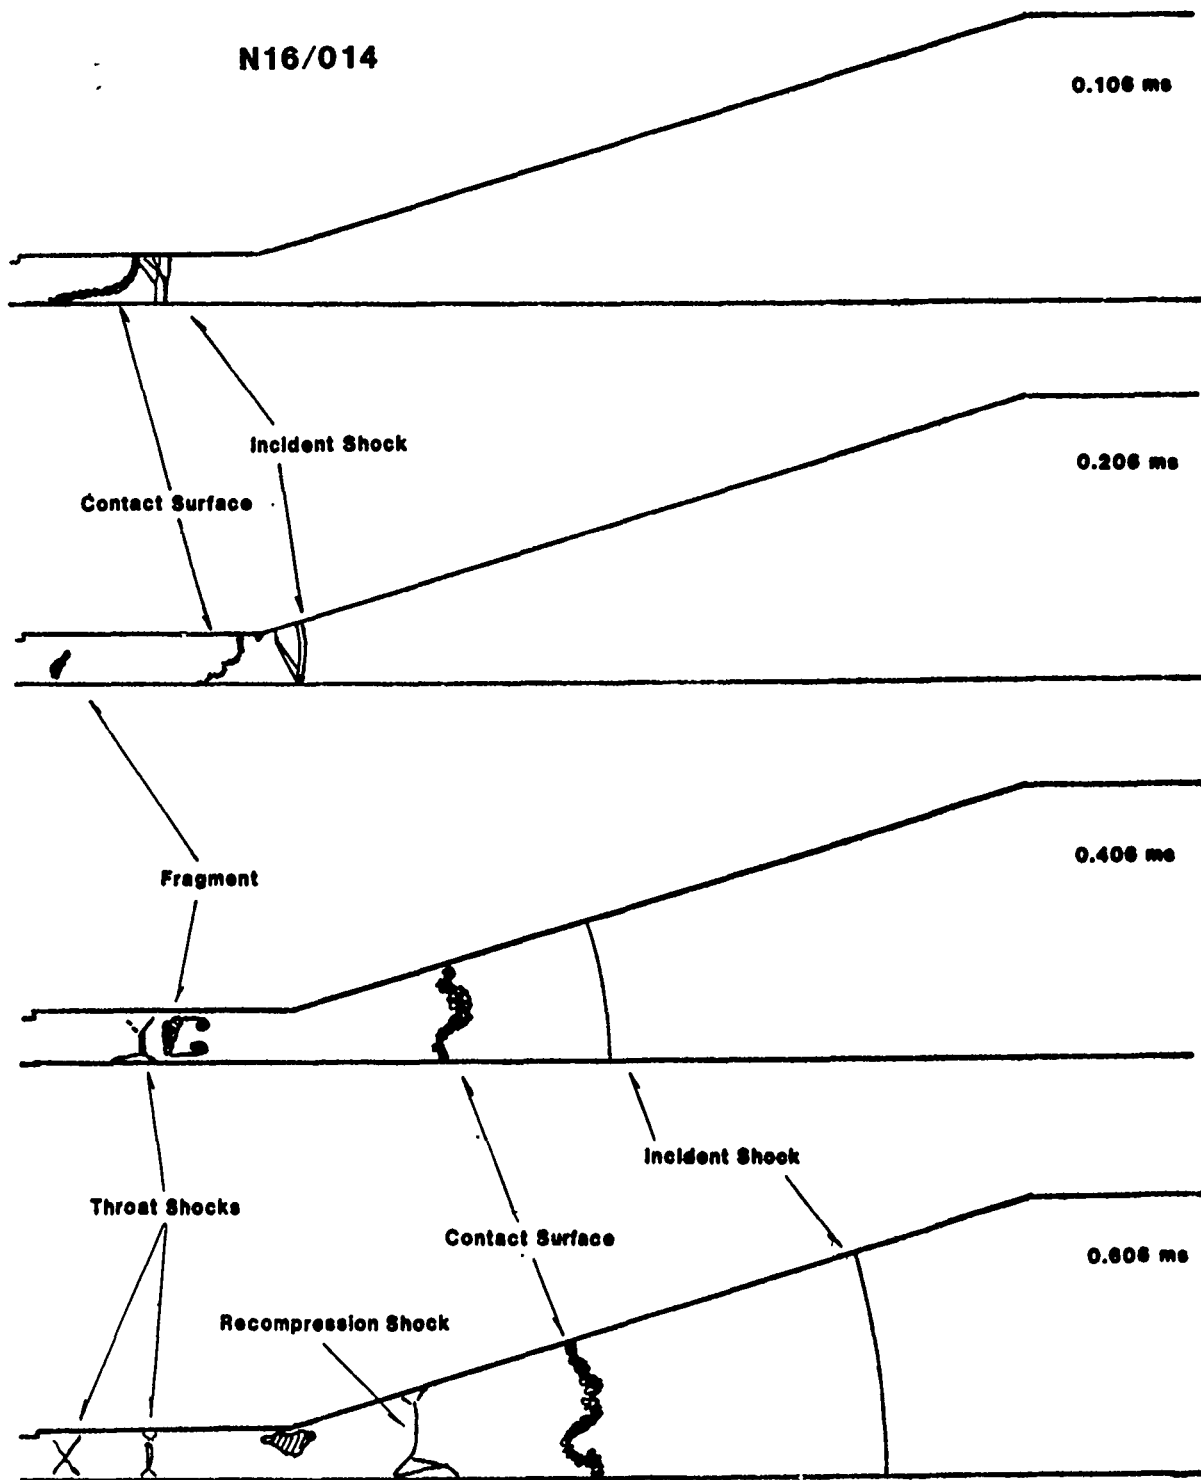 N16/014
0.106 ms
Incident Shock
0.206 ms
Contact Surface
0.406 ms
Fragment
Incident Shock
Throat Shocks
Contact Surface
0.606 ms
Recompression Shock